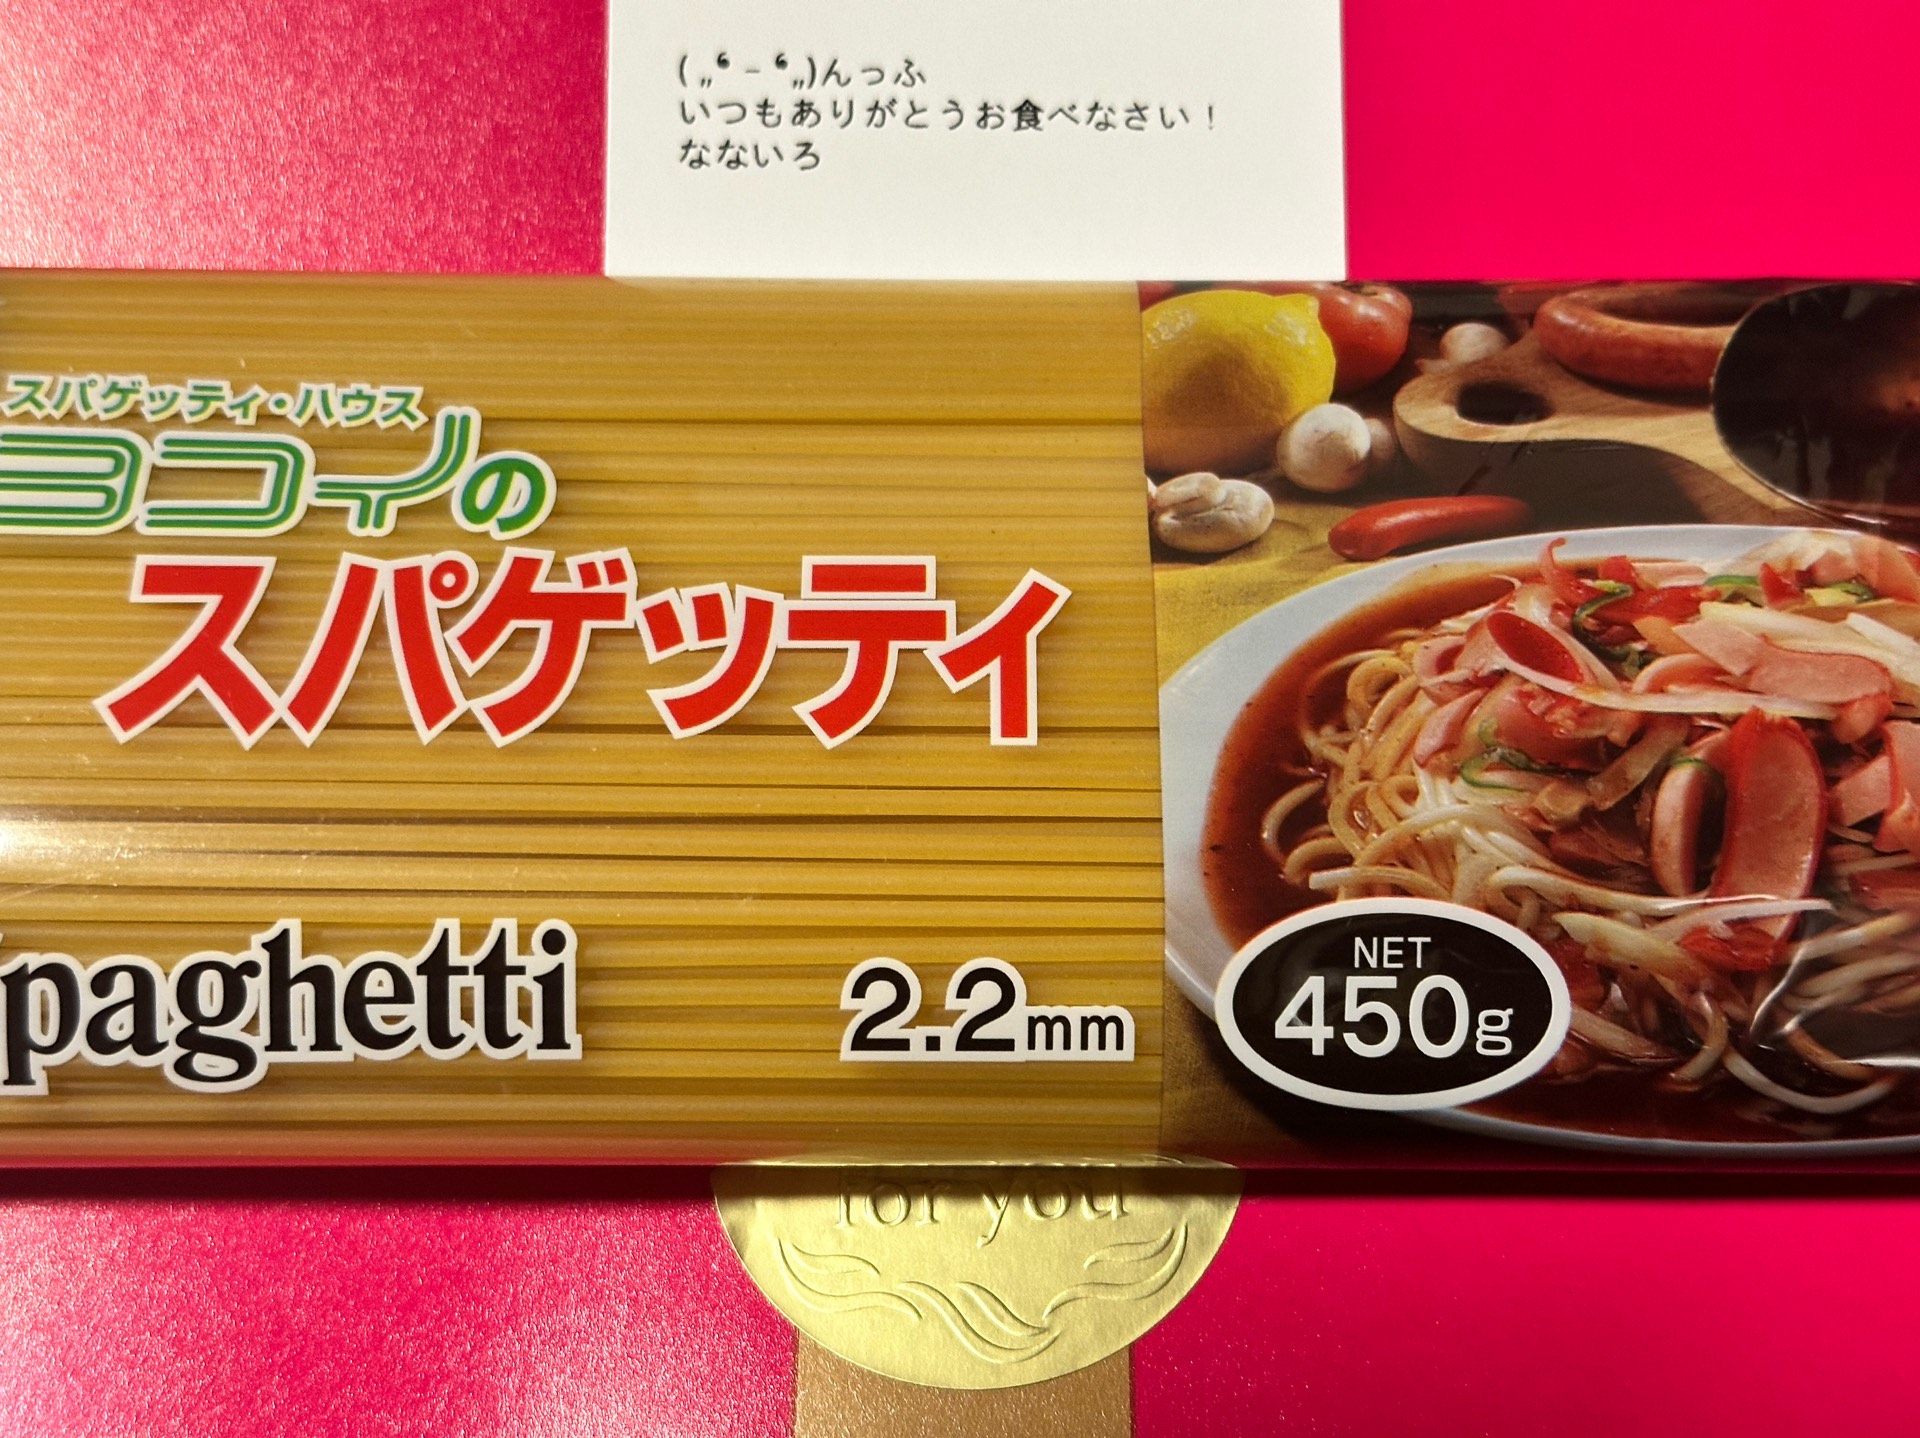 ( „❛ - ❛„)んっふ
いつもありがとうお食べなさい！
なないろ
スパゲッティ・ハウス
ヨコイの
スパゲッティ
paghetti
2.2mm
NET
450g
for you